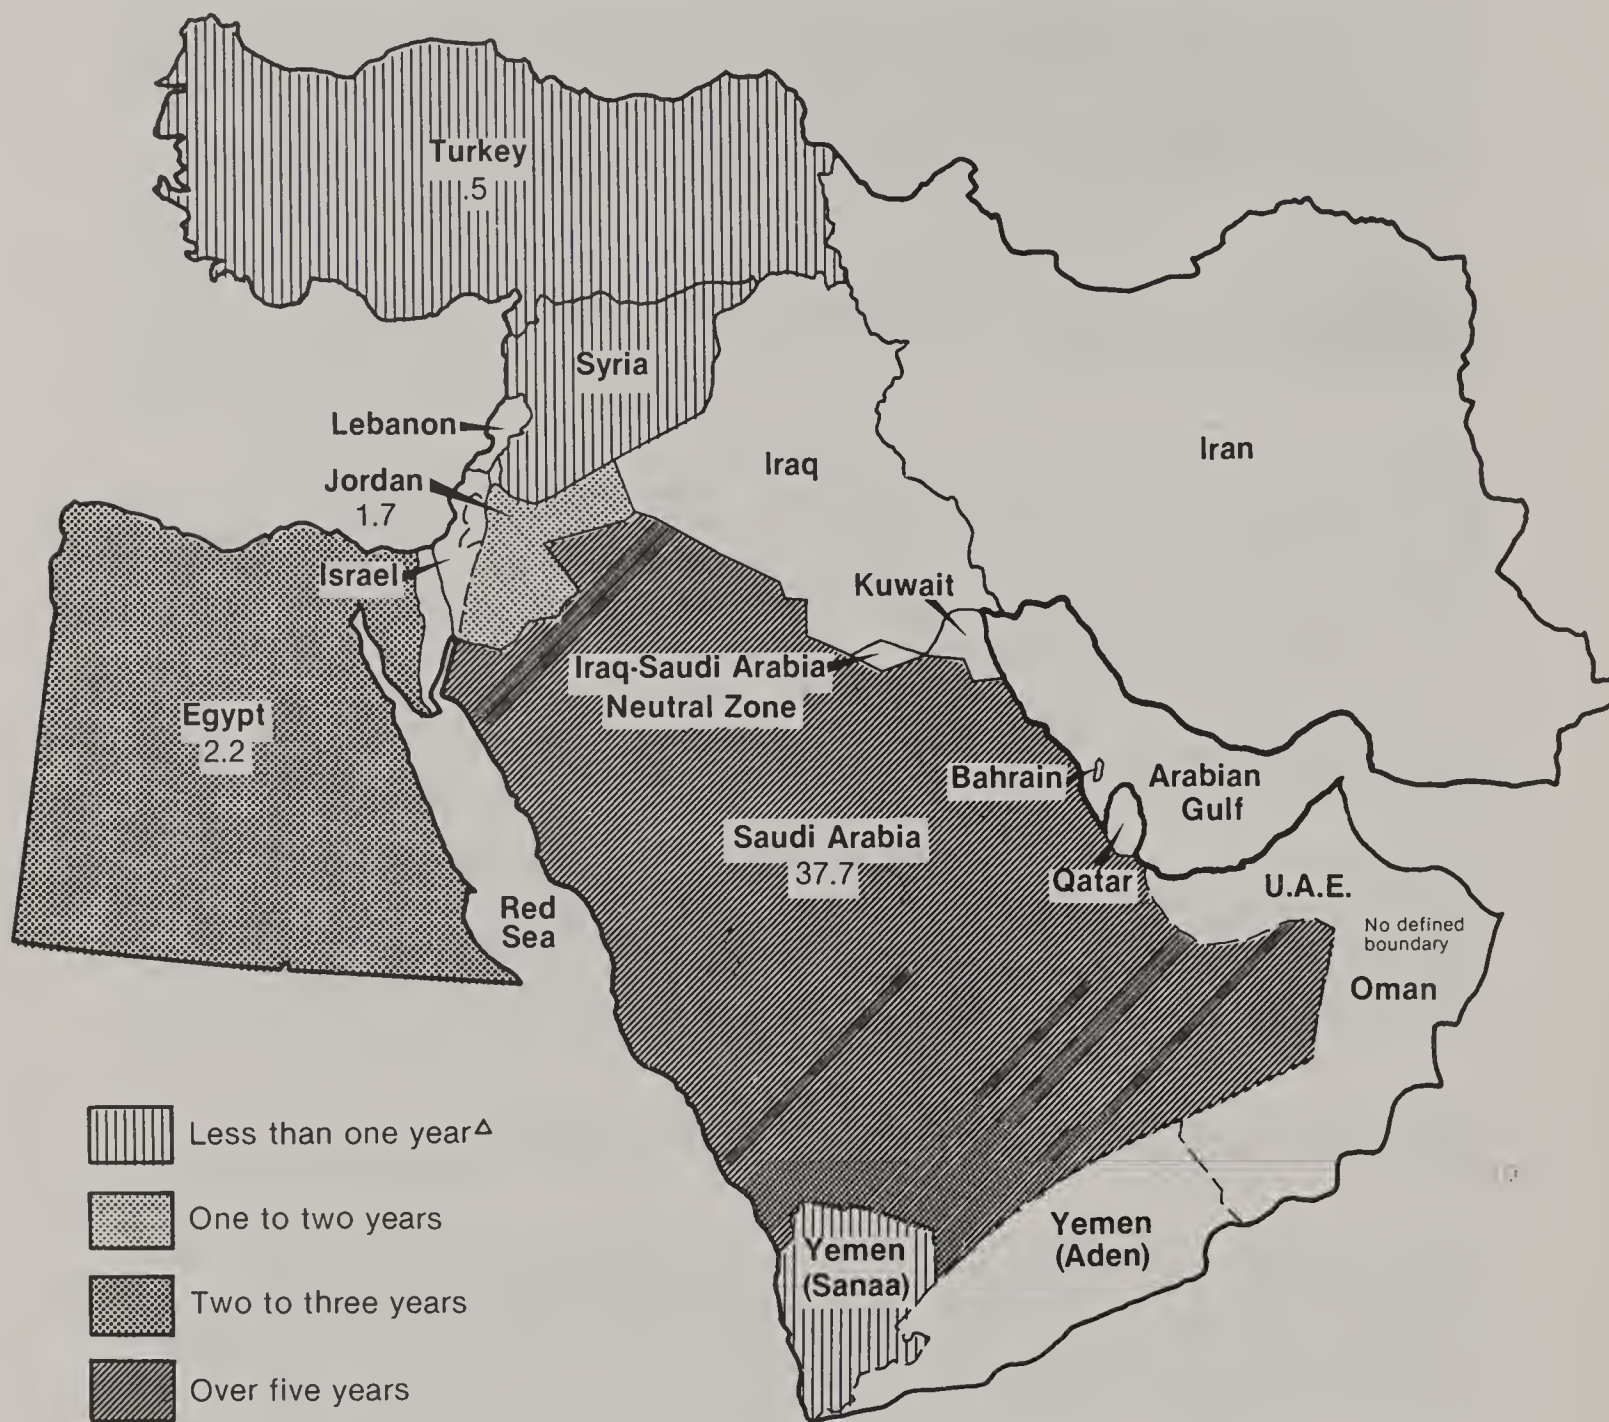 Turkey
.5
Syria
Lebanon
Iraq
Iran
Jordan
1.7
Israel
Kuwait
Iraq-Saudi Arabia
Neutral Zone
Egypt
2.2
Bahrain
Arabian
Gulf
Saudi Arabia
37.7
Qatar
U.A.E.
Red
Sea
No defined
boundary
Oman
Less than one year△
One to two years
Yemen
(Aden)
Yemen
(Sanaa)
Two to three years
Over five years